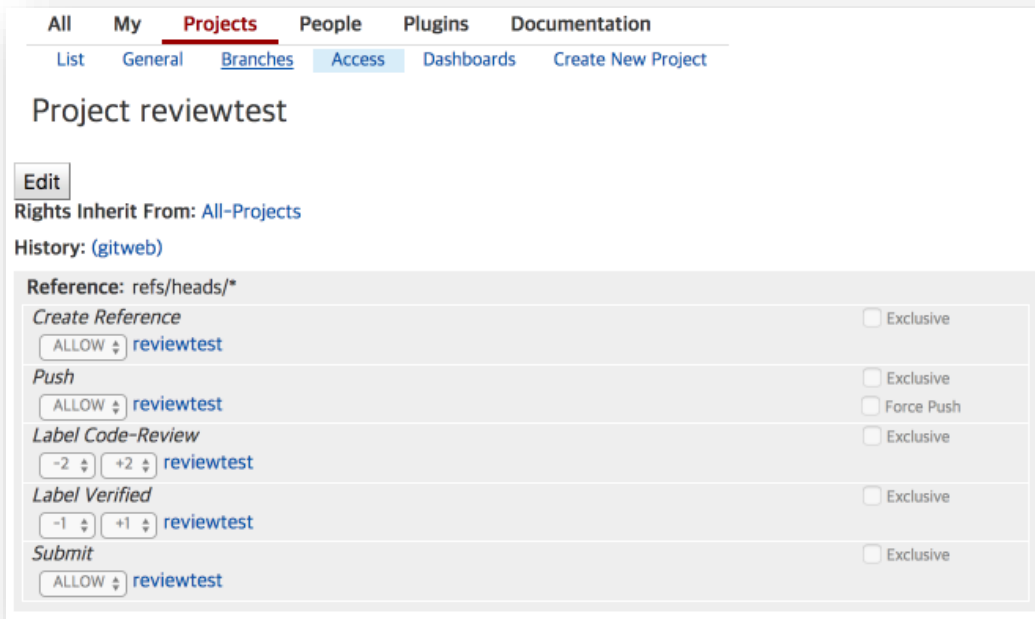 All My Projects People Plugins Documentation
List General Branches Access Dashboards Create New Project
Project reviewtest
Edit
Rights Inherit From: All-Projects
History: (gitweb)
Reference: refs/heads/*
Create Reference Exclusive
ALLOW reviewtest
Push Exclusive
ALLOW reviewtest Force Push
Label Code-Review Exclusive
-2 +2 reviewtest
Label Verified Exclusive
-1 +1 reviewtest
Submit Exclusive
ALLOW reviewtest